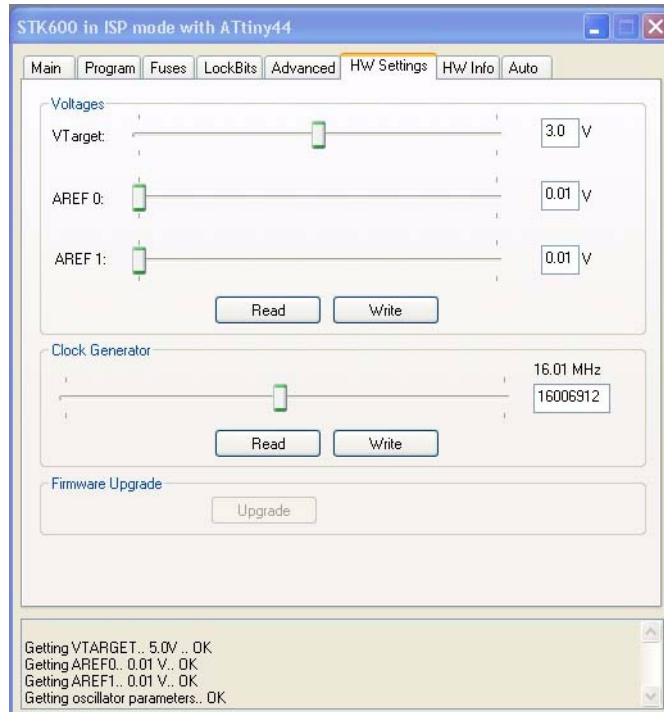 STK600 in ISP mode with ATtiny44
Main Program Fuses LockBits Advanced HW Settings HW Info Auto
Voltages
VTarget: 3.0 V
AREF 0: 0.01 V
AREF 1: 0.01 V
Read Write
Clock Generator
16.01 MHz
16006912
Read Write
Firmware Upgrade
Upgrade
Getting VTARGET.. 5.0V .. OK
Getting AREF0.. 0.01 V.. OK
Getting AREF1.. 0.01 V.. OK
Getting oscillator parameters.. OK